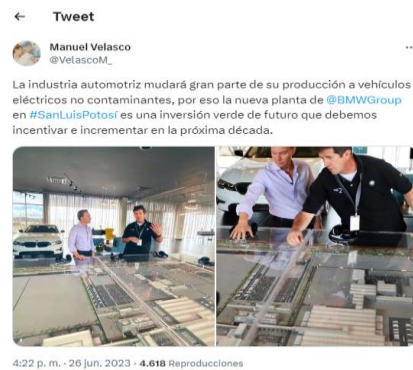 ← Tweet
Manuel Velasco
@VelascoM_
La industria automotriz mudará gran parte de su producción a vehículos
eléctricos no contaminantes, por eso la nueva planta de @BMWGroup
en #SanLuisPotosí es una inversión verde de futuro que debemos
incentivar e incrementar en la próxima década.
4:22 p. m. · 26 jun. 2023 · 4.618 Reproducciones